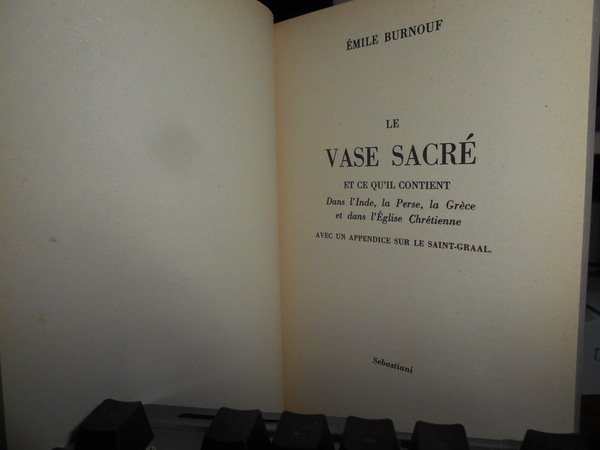 ÉMILE BURNOUF
LE
VASE SACRÉ
ET CE QU'IL CONTIENT
Dans l'Inde, la Perse, la Grèce
et dans l'Église Chrétienne
AVEC UN APPENDICE SUR LE SAINT-GRAAL.
Sebastiani